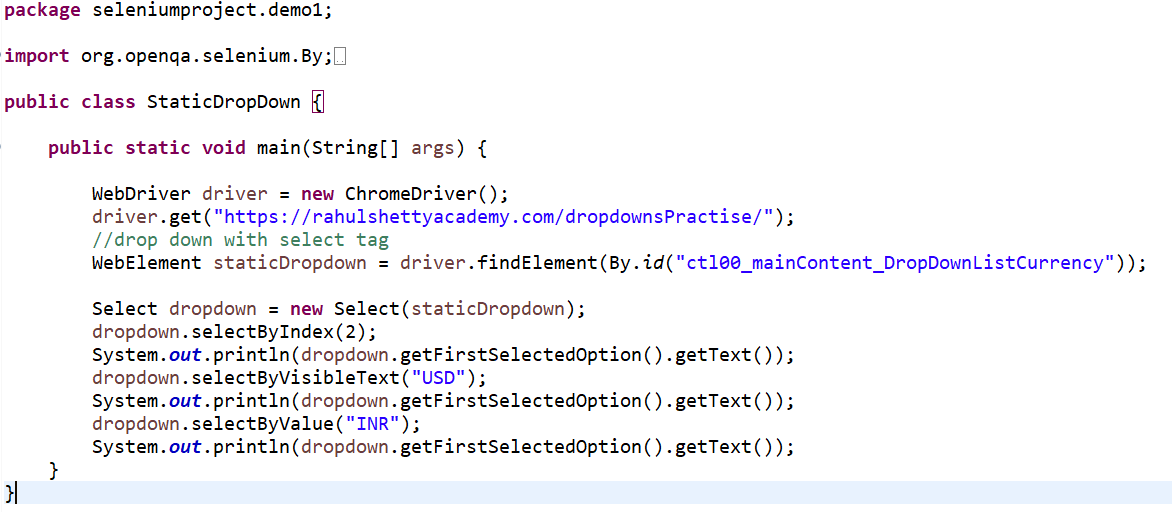 package seleniumproject.demo1;
import org.openqa.selenium.By;
public class StaticDropDown {
public static void main(String[] args) {
WebDriver driver = new ChromeDriver();
driver.get("https://rahulshettyacademy.com/dropdownsPractise/");
//drop down with select tag
WebElement staticDropdown = driver.findElement(By.id("ctl00_mainContent_DropDownListCurrency"));
Select dropdown = new Select(staticDropdown);
dropdown.selectByIndex(2);
System.out.println(dropdown.getFirstSelectedOption().getText());
dropdown.selectByVisibleText("USD");
System.out.println(dropdown.getFirstSelectedOption().getText());
dropdown.selectByValue("INR");
System.out.println(dropdown.getFirstSelectedOption().getText());
}
}